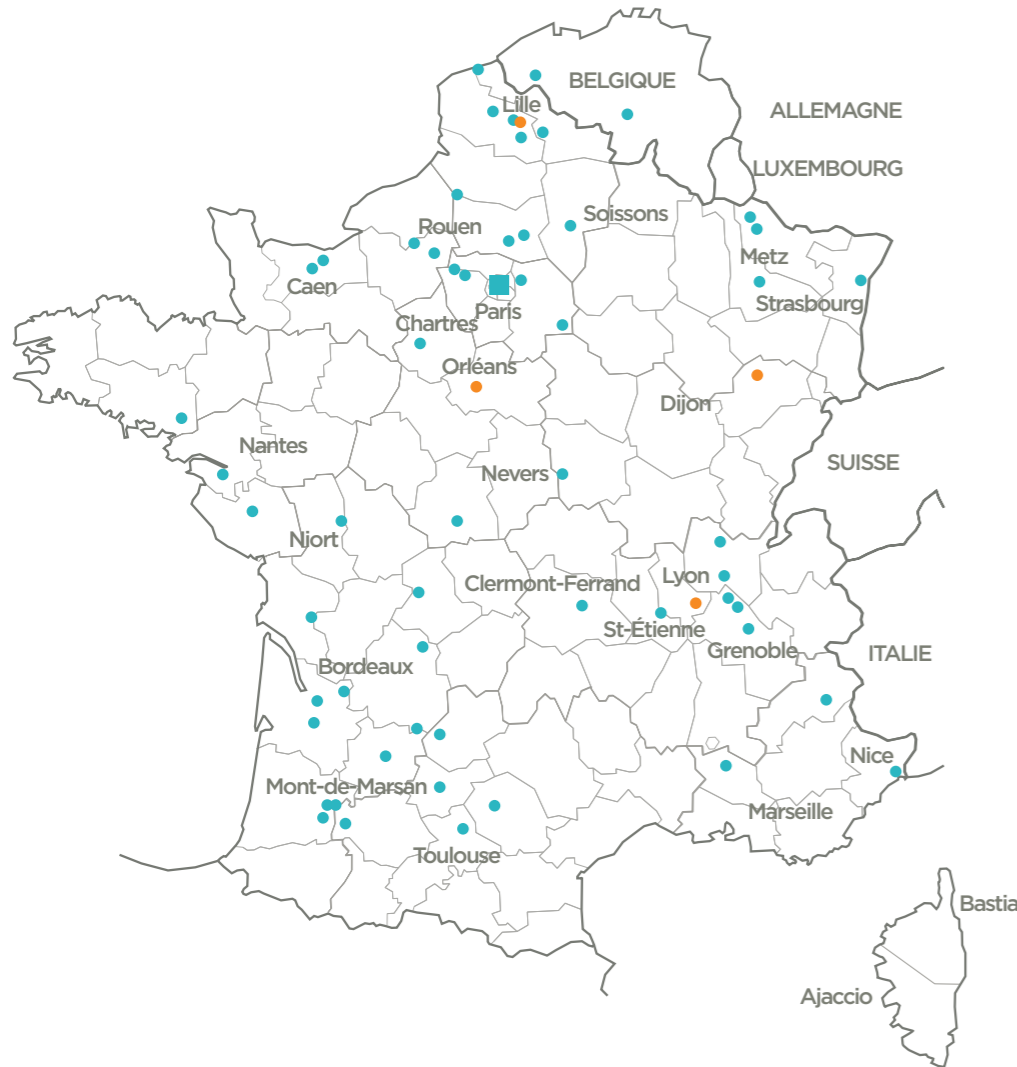 BELGIQUE
Lille
ALLEMAGNE
LUXEMBOURG
Soissons
Rouen
Metz
Caen
Strasbourg
Paris
Chartres
Orléans
Dijon
Nantes
Nevers
SUISSE
Niort
Clermont-Ferrand
Lyon
St-Étienne
Grenoble
ITALIE
Bordeaux
Nice
Mont-de-Marsan
Marseille
Toulouse
Bastia
Ajaccio